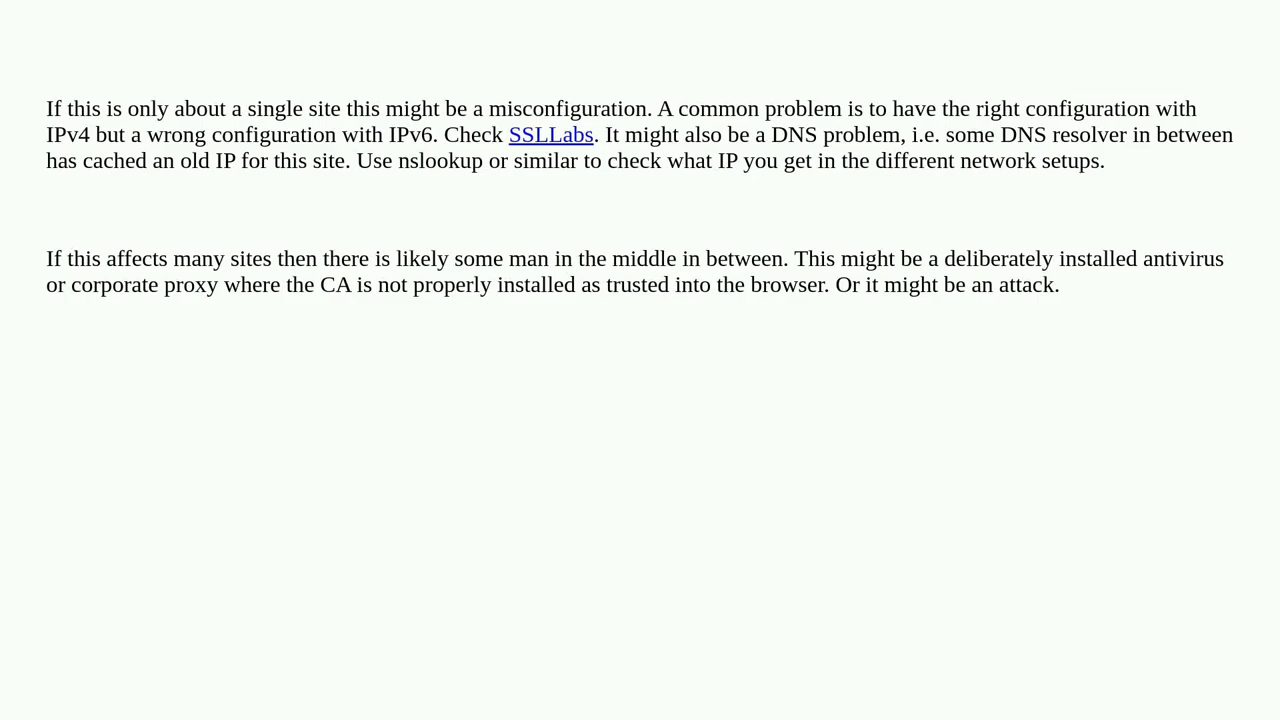 If this is only about a single site this might be a misconfiguration. A common problem is to have the right configuration with
IPv4 but a wrong configuration with IPv6. Check SSLLabs. It might also be a DNS problem, i.e. some DNS resolver in between
has cached an old IP for this site. Use nslookup or similar to check what IP you get in the different network setups.
If this affects many sites then there is likely some man in the middle in between. This might be a deliberately installed antivirus
or corporate proxy where the CA is not properly installed as trusted into the browser. Or it might be an attack.